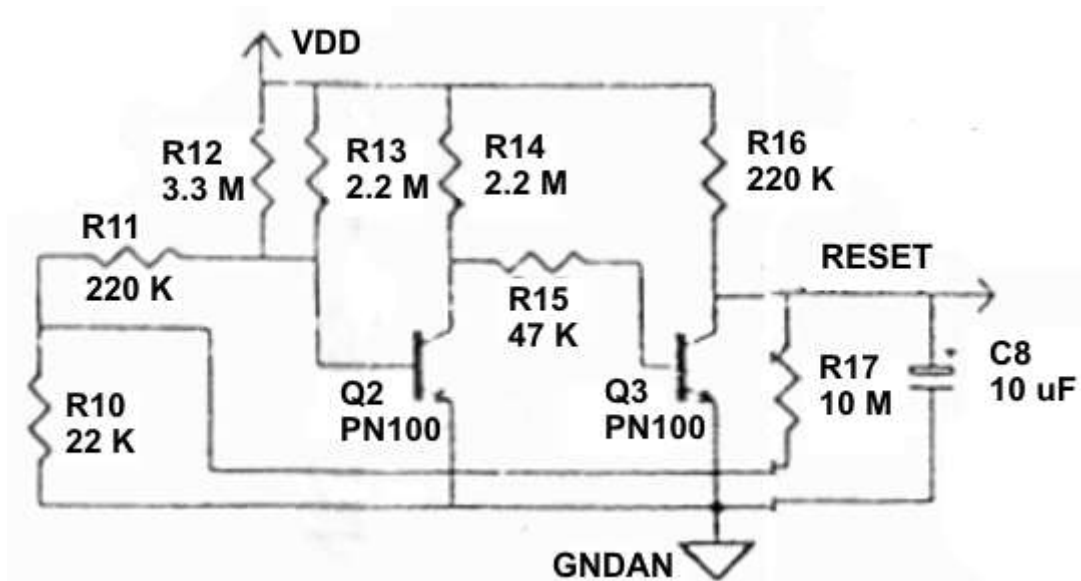 VDD
R12
3.3 M
R13
2.2 M
R14
2.2 M
R16
220 K
R11
220 K
R15
47 K
RESET
R10
22 K
Q2
PN100
Q3
PN100
R17
10 M
C8
10 uF
GNDAN